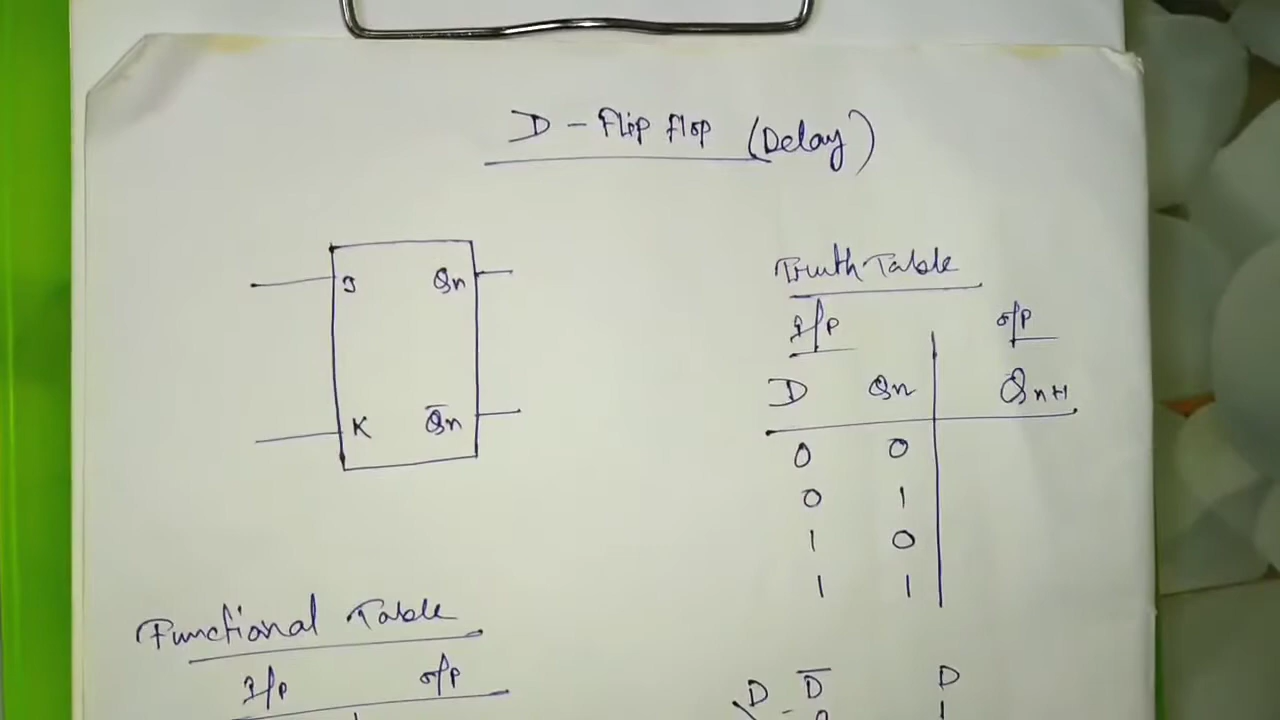 D - Flip flop (Delay)
J Qn
K Q̅n
Truth Table
I/P O/P
D Qn Qn+1
0 0
0 1
1 0
1 1
Functional Table
I/P O/P
D D̅ D